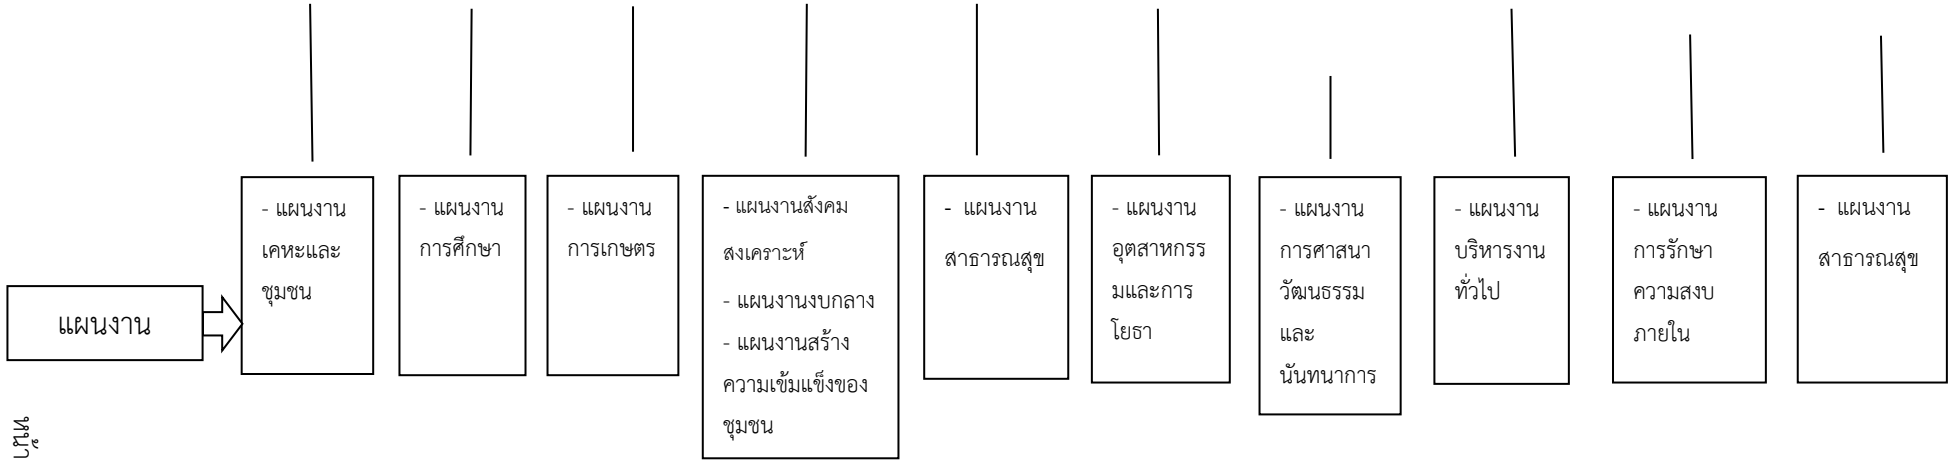 แผนงาน
- แผนงาน
เคหะและ
ชุมชน
- แผนงาน
การศึกษา
- แผนงาน
การเกษตร
- แผนงานสังคม
สงเคราะห์
- แผนงานงบกลาง
- แผนงานสร้าง
ความเข้มแข็งของ
ชุมชน
- แผนงาน
สาธารณสุข
- แผนงาน
อุตสาหกรร
มและการ
โยธา
- แผนงาน
การศาสนา
วัฒนธรรม
และ
นันทนาการ
- แผนงาน
บริหารงาน
ทั่วไป
- แผนงาน
การรักษา
ความสงบ
ภายใน
- แผนงาน
สาธารณสุข
หน้า